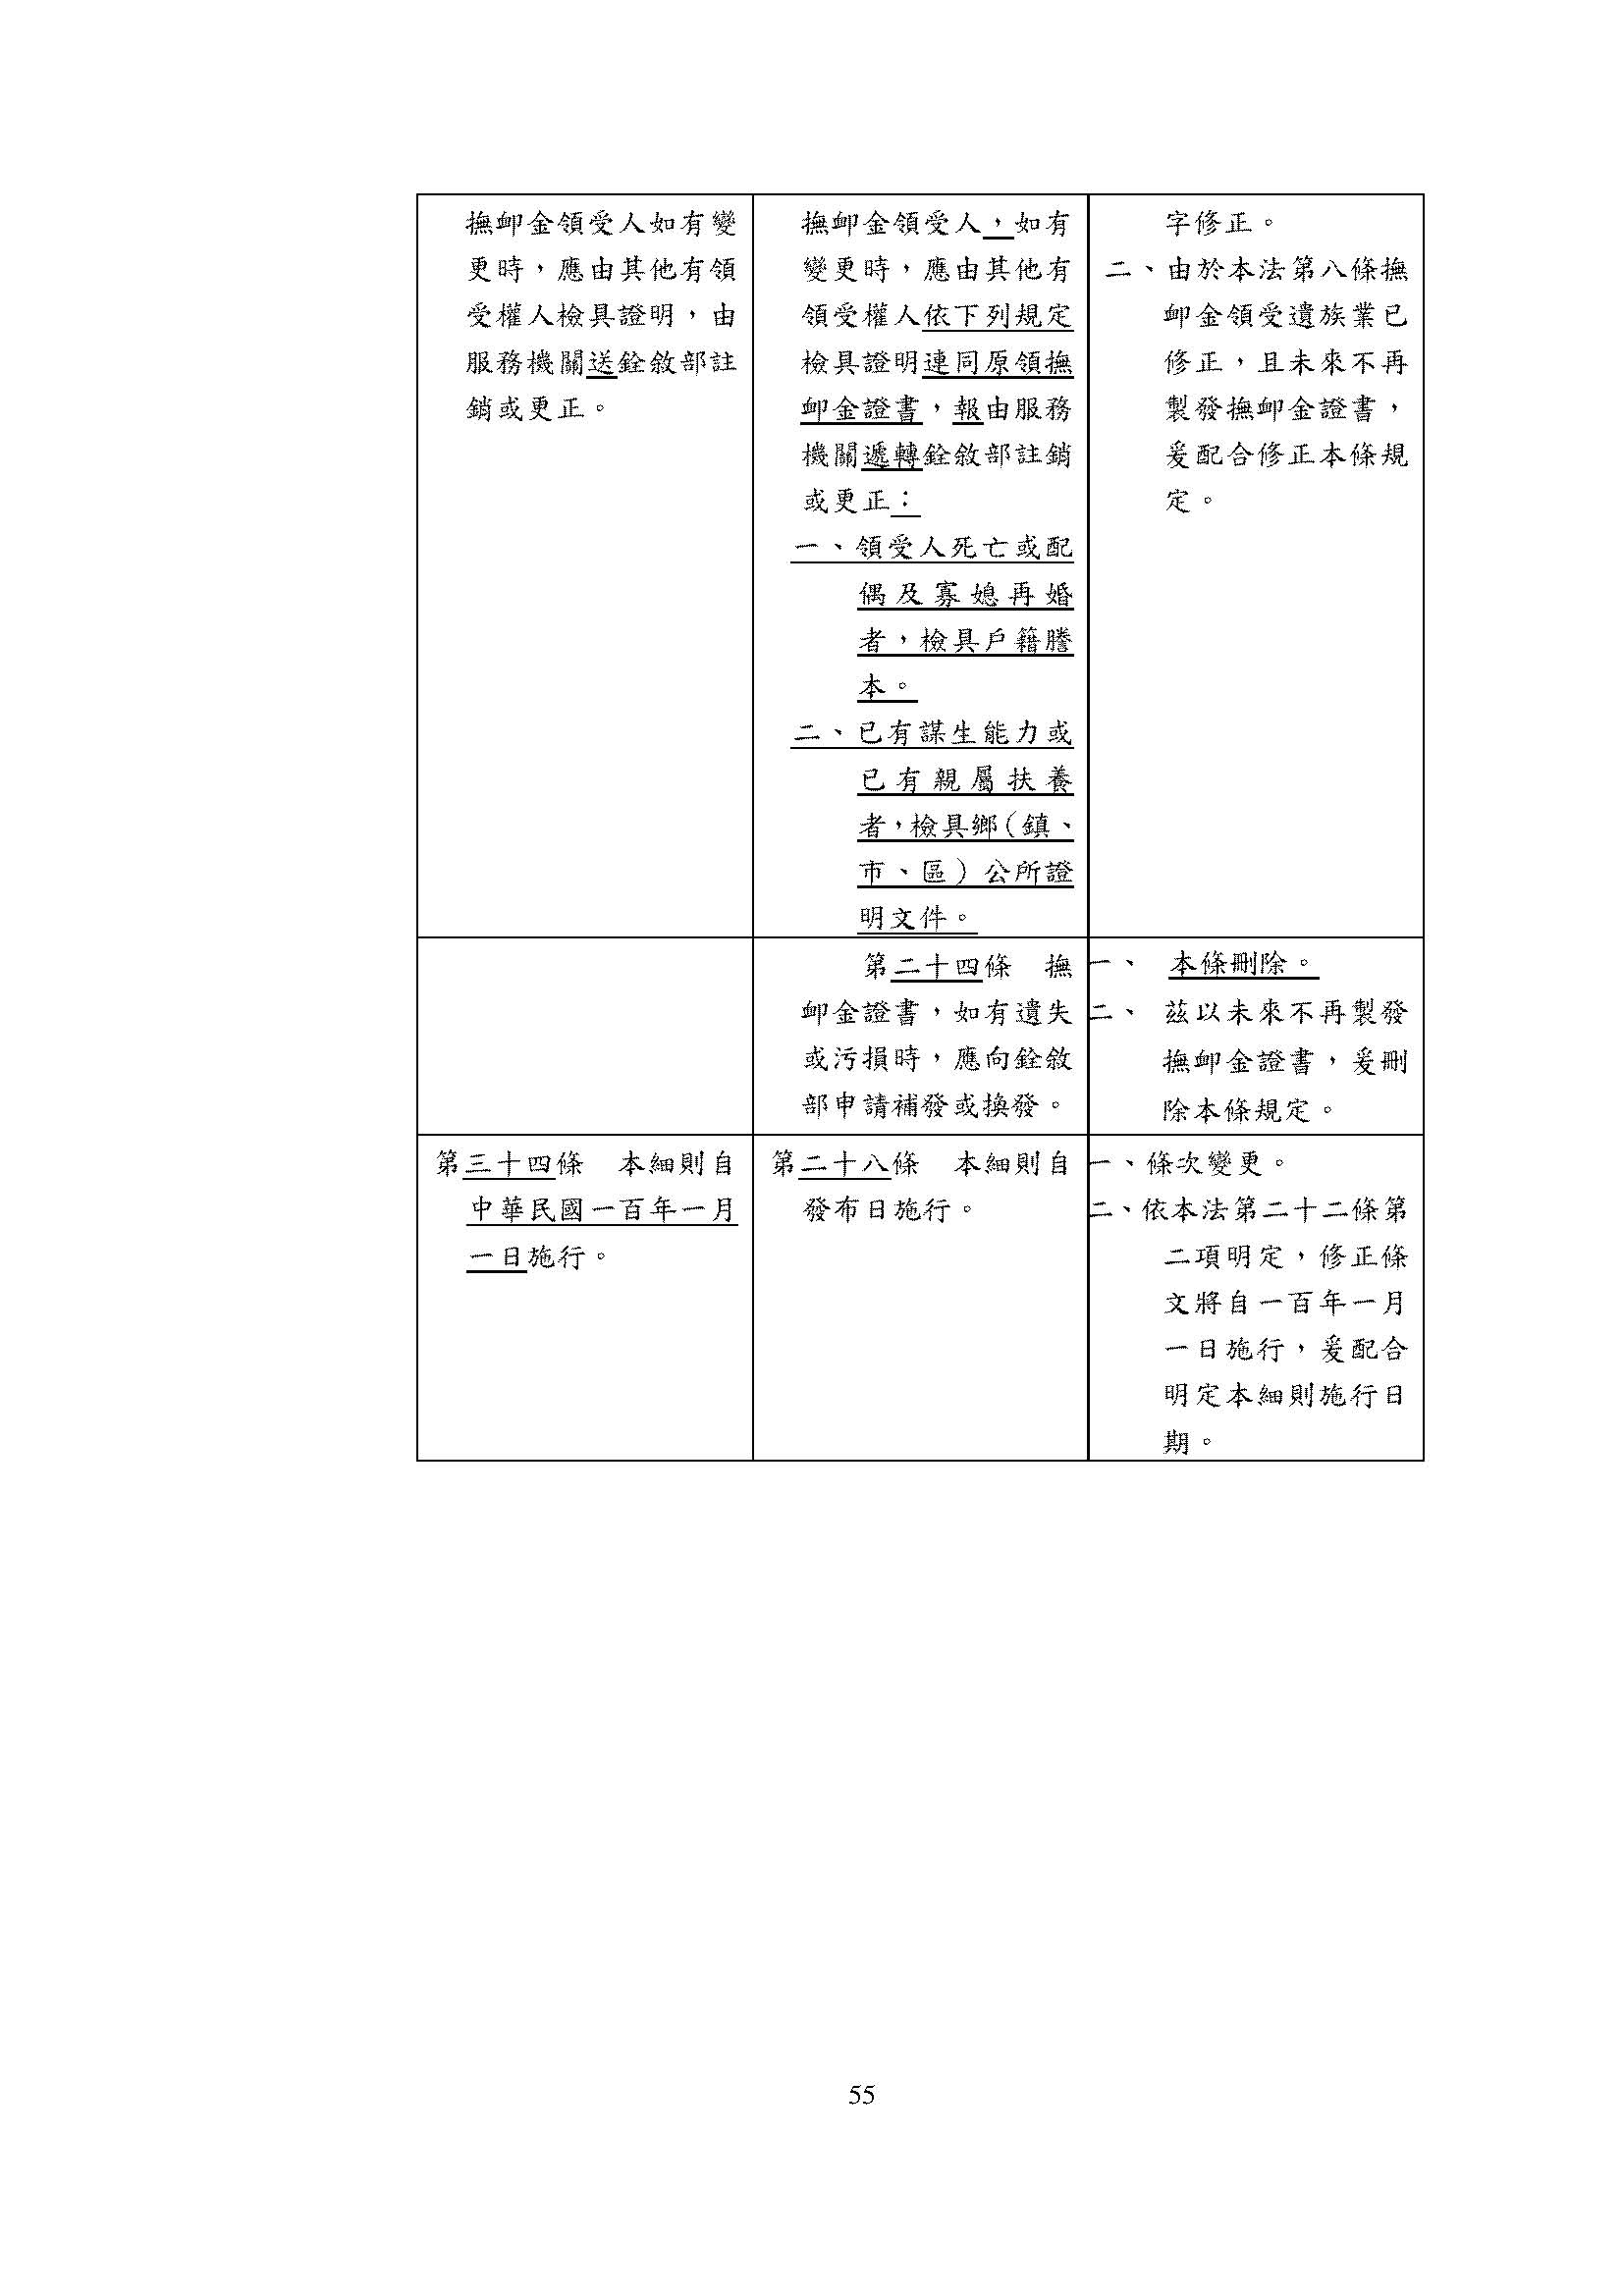 撫卹金領受人如有變
更時，應由其他有領
受權人檢具證明，由
服務機關送銓敘部註
銷或更正。
撫卹金領受人，如有
變更時，應由其他有
領受權人依下列規定
檢具證明連同原領撫
卹金證書，報由服務
機關遞轉銓敘部註銷
或更正：
一、領受人死亡或配
偶及寡媳再婚
者，檢具戶籍謄
本。
二、已有謀生能力或
已有親屬扶養
者，檢具鄉（鎮、
市、區）公所證
明文件。
字修正。
二、由於本法第八條撫
卹金領受遺族業已
修正，且未來不再
製發撫卹金證書，
爰配合修正本條規
定。
第二十四條　撫
卹金證書，如有遺失
或污損時，應向銓敘
部申請補發或換發。
一、　本條刪除。
二、　茲以未來不再製發
撫卹金證書，爰刪
除本條規定。
第三十四條　本細則自
中華民國一百年一月
一日施行。
第二十八條　本細則自
發布日施行。
一、條次變更。
二、依本法第二十二條第
二項明定，修正條
文將自一百年一月
一日施行，爰配合
明定本細則施行日
期。
55